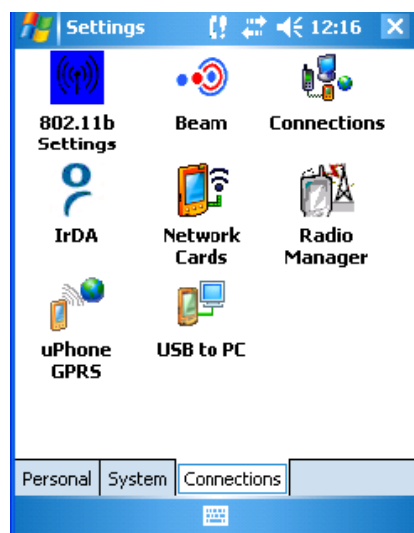 Settings 12:16
802.11b Settings
Beam
Connections
IrDA
Network Cards
Radio Manager
uPhone GPRS
USB to PC
Personal System Connections